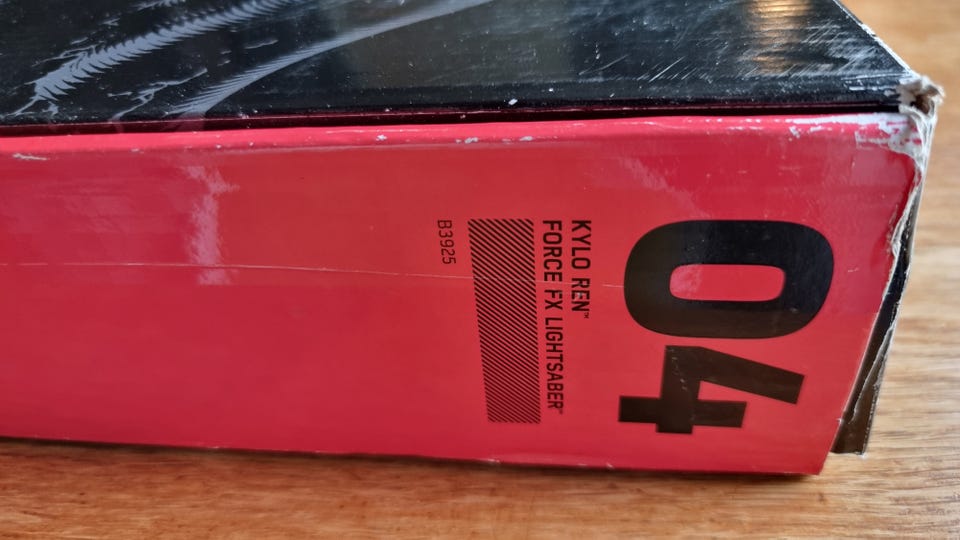 04
KYLO REN™
FORCE FX LIGHTSABER™
B3925